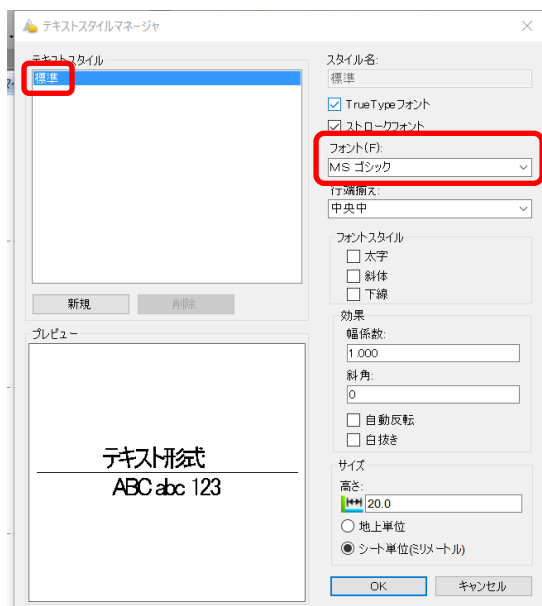 テキストスタイルマネージャ
テキストスタイル
標準
新規
削除
プレビュー
テキスト形式
ABC abc 123
スタイル名:
標準
TrueTypeフォント
ストロークフォント
フォント(F):
MS ゴシック
行端揃え:
中央中
フォントスタイル
太字
斜体
下線
効果
幅係数:
1.000
斜角:
0
自動反転
白抜き
サイズ
高さ:
20.0
地上単位
シート単位(ミリメートル)
OK
キャンセル